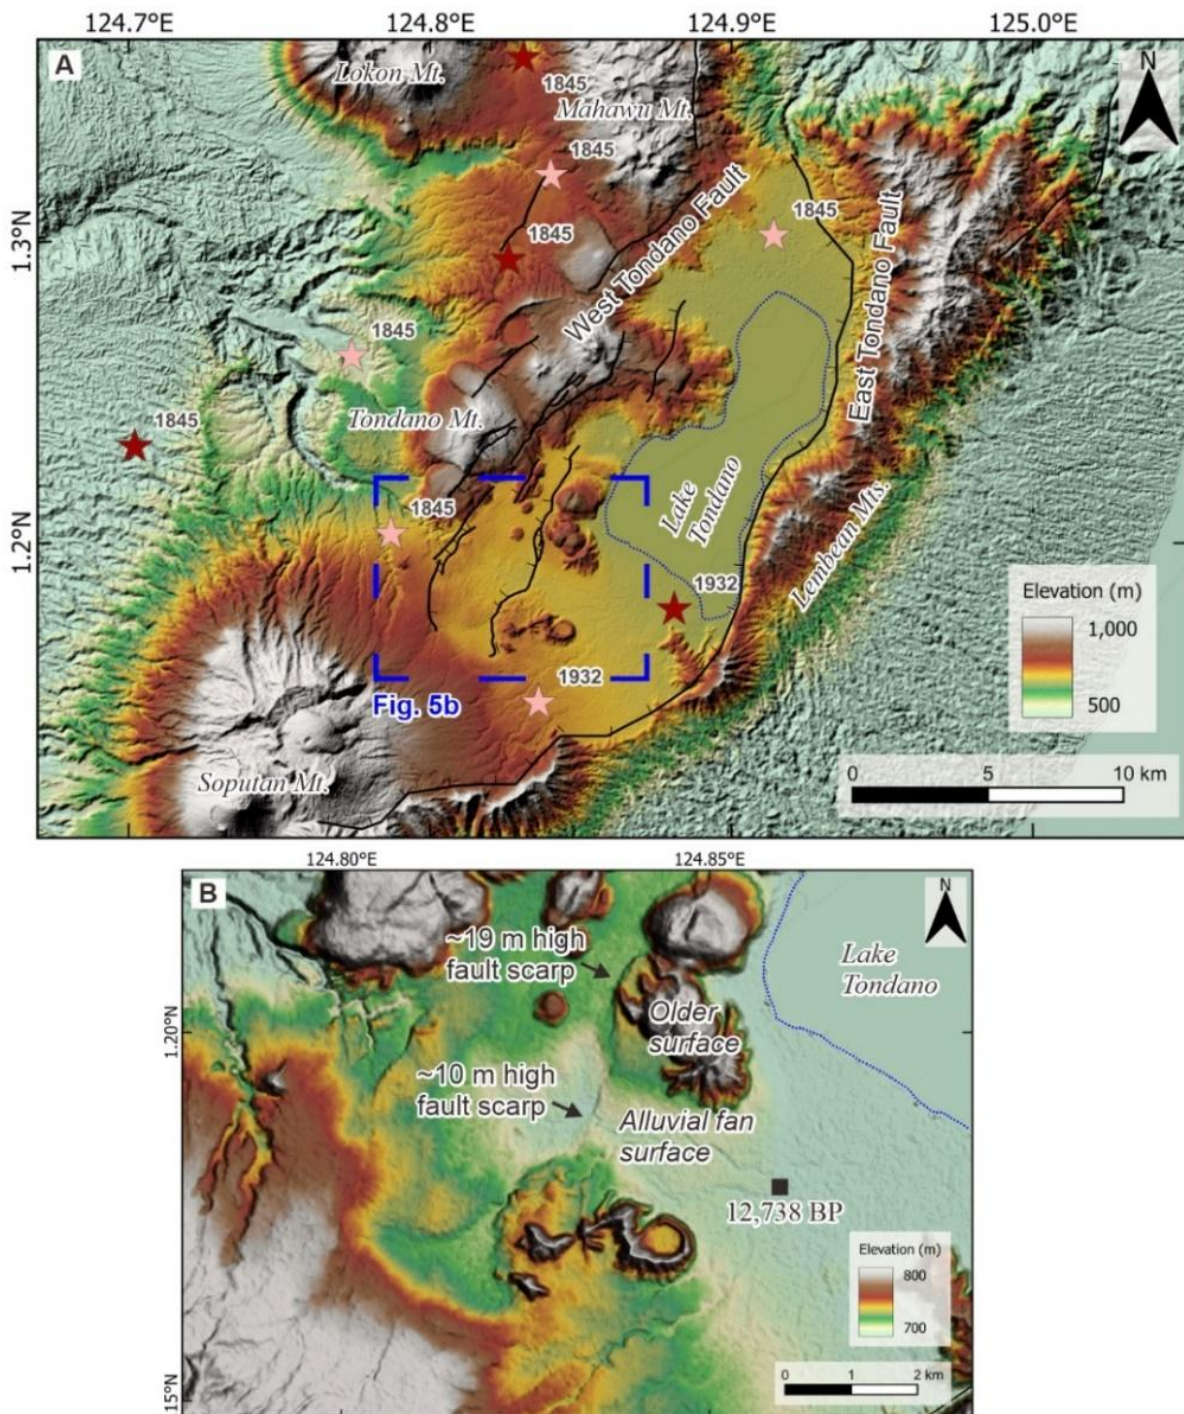 124.7°E 124.8°E 124.9°E 125.0°E
A
N
Lokon Mt.
1845
Mahawu Mt.
1845
1.3°N
1845
1845
West Tondano Fault
East Tondano Fault
1845
Tondano Mt.
1845
1845
Lake
Tondano
1.2°N
Lembean Mts.
1932
1932
Fig. 5b
Soputan Mt.
Elevation (m)
1,000
500
0 5 10 km
124.80°E 124.85°E
B
N
~19 m high
fault scarp
Lake
Tondano
Older
surface
1.20°N
~10 m high
fault scarp
Alluvial fan
surface
12,738 BP
Elevation (m)
800
700
0 1 2 km
15°N